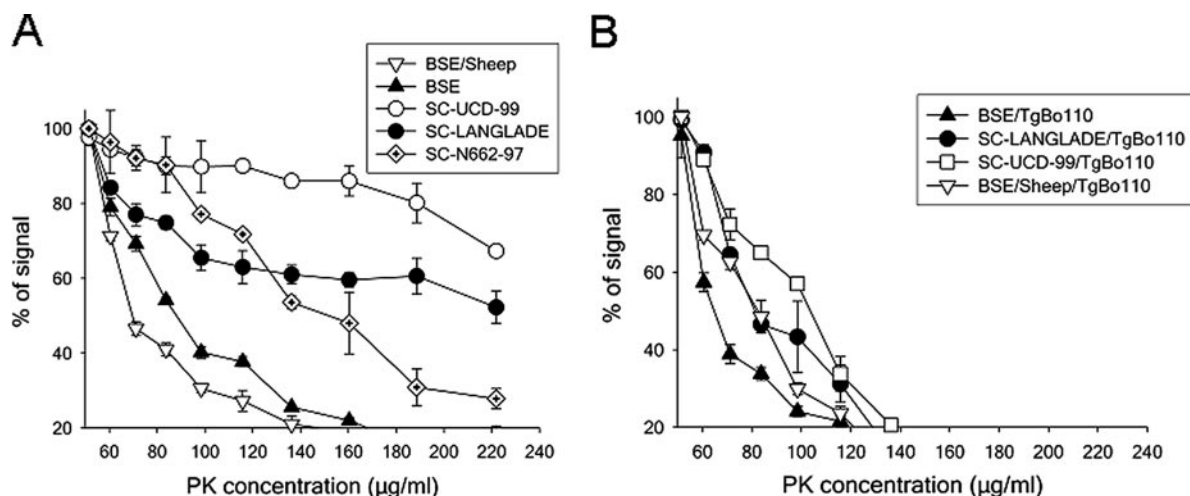 A
BSE/Sheep
BSE
SC-UCD-99
SC-LANGLADE
SC-N662-97
% of signal
100
80
60
40
20
60 80 100 120 140 160 180 200 220 240
PK concentration (µg/ml)
B
BSE/TgBo110
SC-LANGLADE/TgBo110
SC-UCD-99/TgBo110
BSE/Sheep/TgBo110
% of signal
100
80
60
40
20
60 80 100 120 140 160 180 200 220 240
PK concentration (µg/ml)